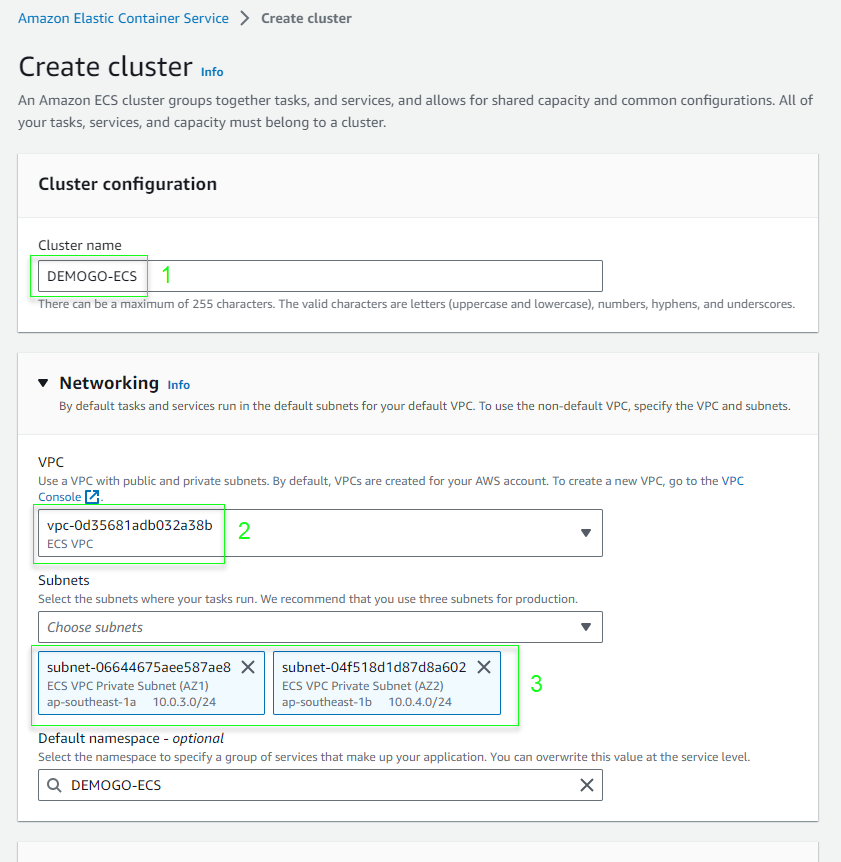 Amazon Elastic Container Service > Create cluster
Create cluster Info
An Amazon ECS cluster groups together tasks, and services, and allows for shared capacity and common configurations. All of
your tasks, services, and capacity must belong to a cluster.
Cluster configuration
Cluster name
DEMOGO-ECS 1
There can be a maximum of 255 characters. The valid characters are letters (uppercase and lowercase), numbers, hyphens, and underscores.
Networking Info
By default tasks and services run in the default subnets for your default VPC. To use the non-default VPC, specify the VPC and subnets.
VPC
Use a VPC with public and private subnets. By default, VPCs are created for your AWS account. To create a new VPC, go to the VPC
Console.
vpc-0d35681adb032a38b 2
ECS VPC
Subnets
Select the subnets where your tasks run. We recommend that you use three subnets for production.
Choose subnets
subnet-06644675aee587ae8 subnet-04f518d1d87d8a602
ECS VPC Private Subnet (AZ1) ECS VPC Private Subnet (AZ2) 3
ap-southeast-1a 10.0.3.0/24 ap-southeast-1b 10.0.4.0/24
Default namespace - optional
Select the namespace to specify a group of services that make up your application. You can overwrite this value at the service level.
DEMOGO-ECS